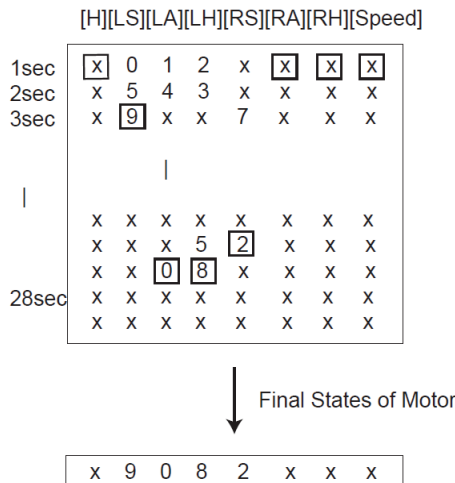 [H][LS][LA][LH][RS][RA][RH][Speed]
1sec x 0 1 2 x x x x
2sec x 5 4 3 x x x x
3sec x 9 x x 7 x x x
|
|
x x x x x x x x
x x x 5 2 x x x
x x 0 8 x x x x
28sec x x x x x x x x
x x x x x x x x
Final States of Motor
x 9 0 8 2 x x x